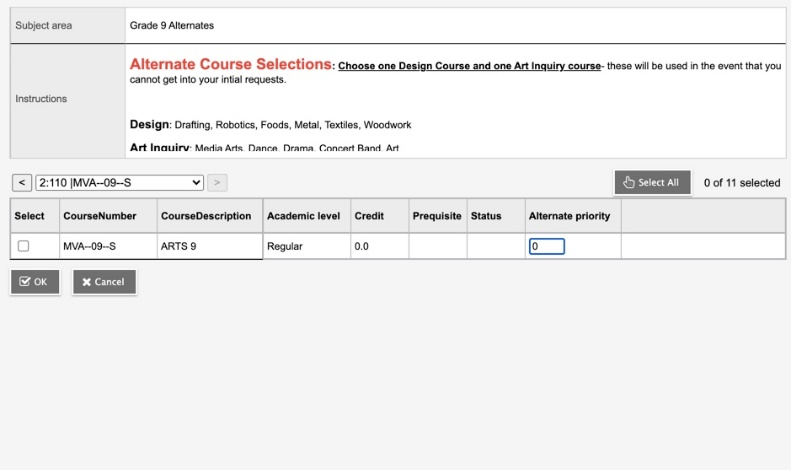 Subject area Grade 9 Alternates
Alternate Course Selections: Choose one Design Course and one Art Inquiry course- these will be used in the event that you
cannot get into your intial requests.
Instructions
Design: Drafting, Robotics, Foods, Metal, Textiles, Woodwork
Art Inquiry: Media Arts, Dance, Drama, Concert Band, Art
< 2:110 |MVA--09--S > Select All 0 of 11 selected
Select CourseNumber CourseDescription Academic level Credit Prequisite Status Alternate priority
MVA--09--S ARTS 9 Regular 0.0 0
OK Cancel